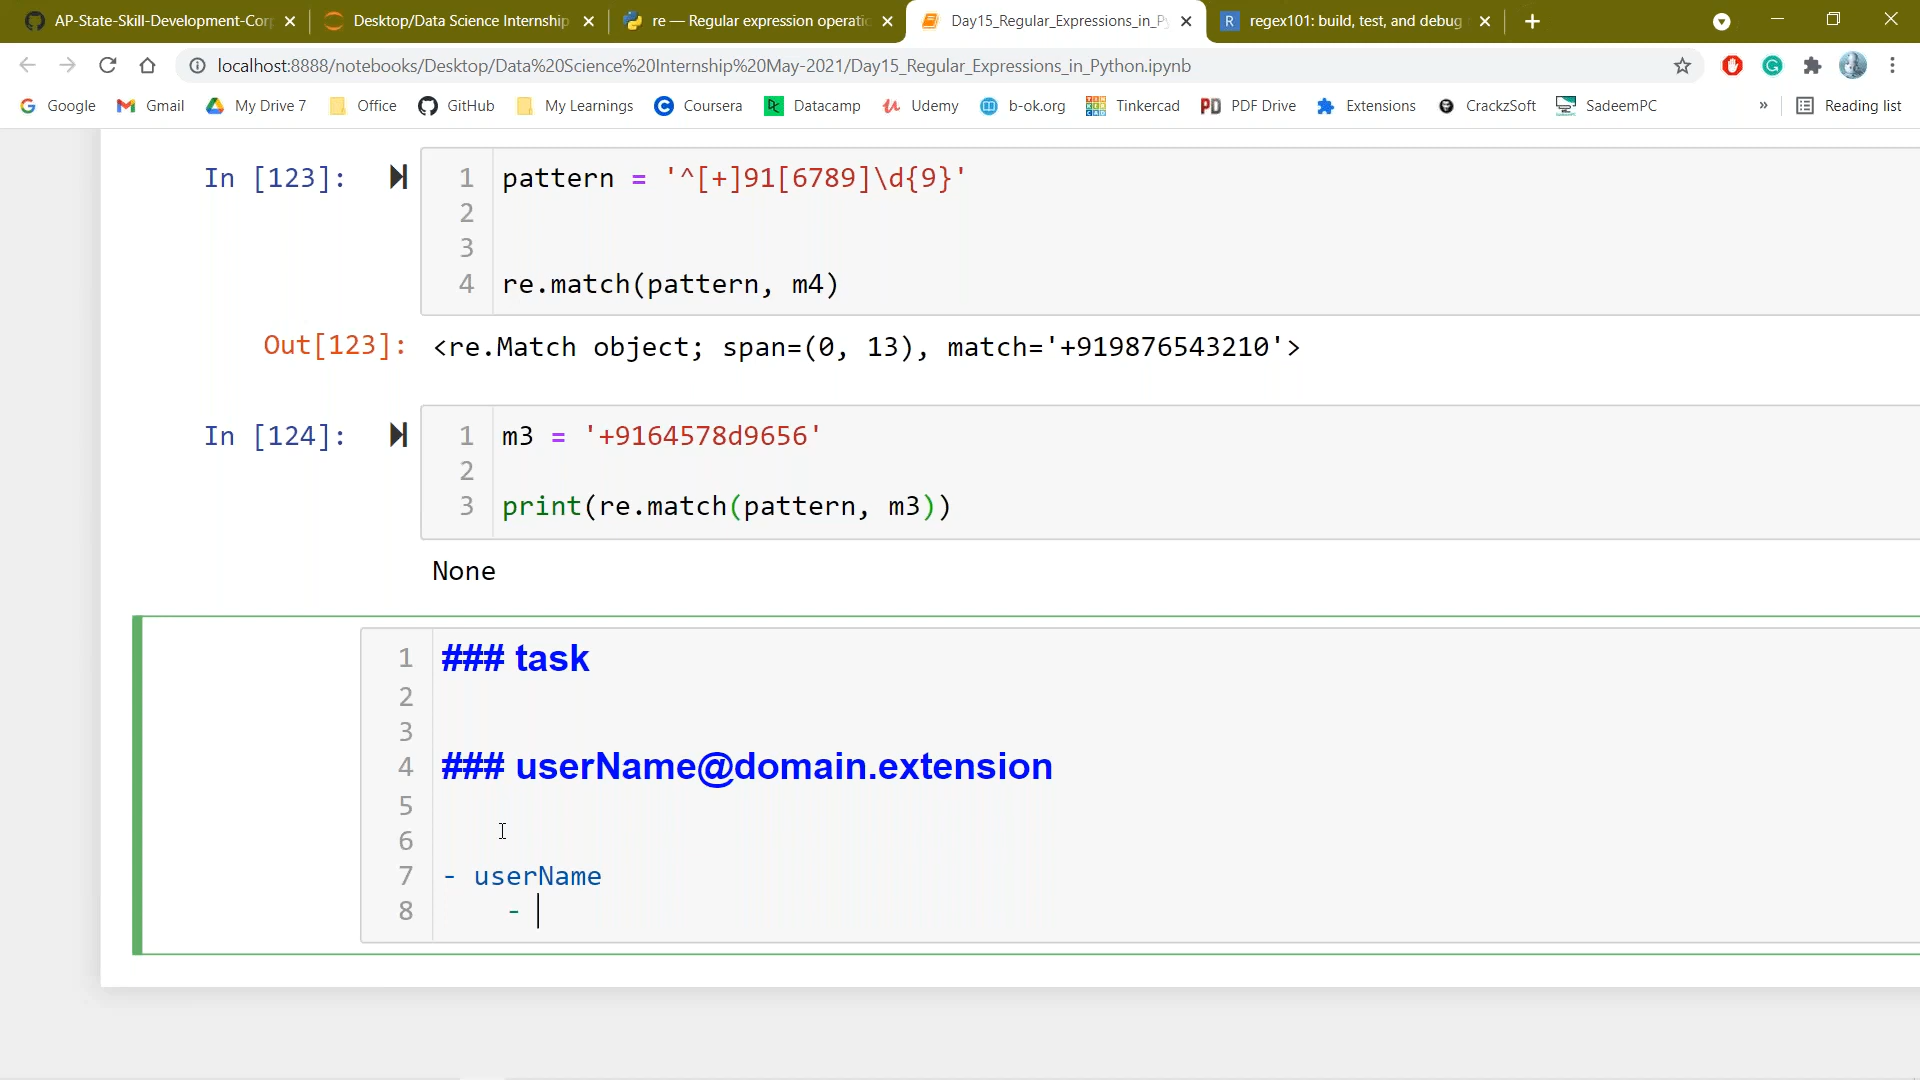 AP-State-Skill-Development-Corp
Desktop/Data Science Internship
re — Regular expression operatio
Day15_Regular_Expressions_in_P
regex101: build, test, and debug
localhost:8888/notebooks/Desktop/Data%20Science%20Internship%20May-2021/Day15_Regular_Expressions_in_Python.ipynb
Google Gmail My Drive 7 Office GitHub My Learnings Coursera Datacamp Udemy b-ok.org Tinkercad PDF Drive Extensions CrackzSoft SadeemPC » Reading list
In [123]: 1 pattern = '^[+]91[6789]\d{9}'
2
3
4 re.match(pattern, m4)
Out[123]: <re.Match object; span=(0, 13), match='+919876543210'>
In [124]: 1 m3 = '+9164578d9656'
2
3 print(re.match(pattern, m3))
None
1 ### task
2
3
4 ### userName@domain.extension
5
6
7 - userName
8 -